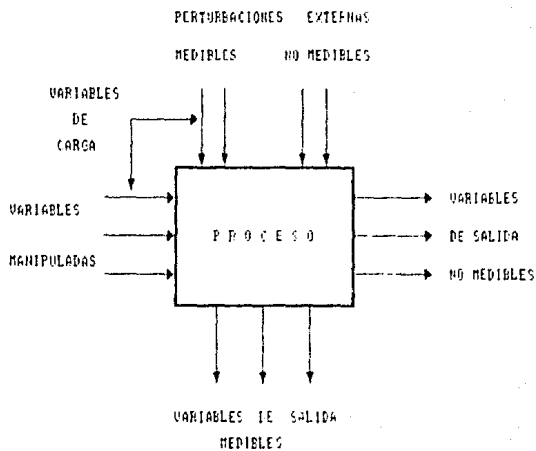 PERTURBACIONES EXTERNAS
MEDIBLES NO MEDIBLES
VARIABLES
DE
CARGA
VARIABLES
MANIPULADAS
PROCESO
VARIABLES
DE SALIDA
NO MEDIBLES
VARIABLES DE SALIDA
MEDIBLES